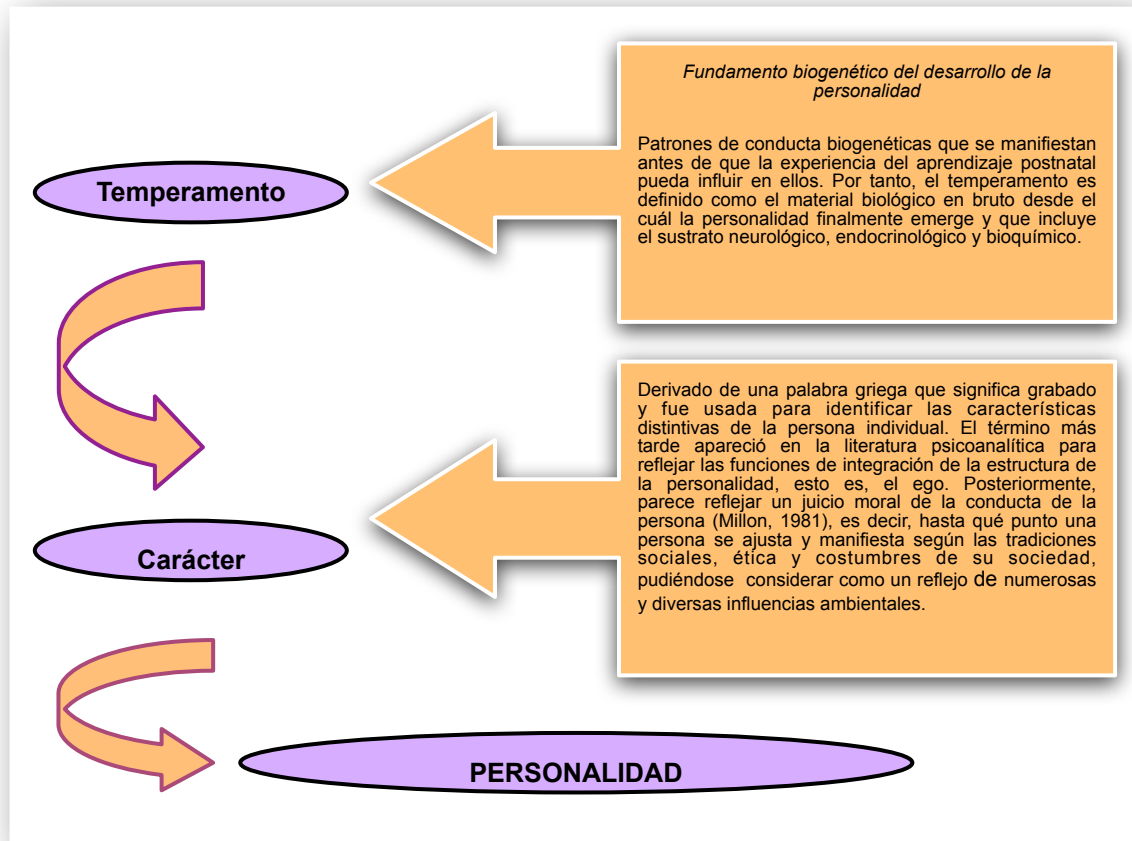 Fundamento biogenético del desarrollo de la
personalidad
Patrones de conducta biogenéticas que se manifiestan
antes de que la experiencia del aprendizaje postnatal
pueda influir en ellos. Por tanto, el temperamento es
definido como el material biológico en bruto desde el
cuál la personalidad finalmente emerge y que incluye
el sustrato neurológico, endocrinológico y bioquímico.
Temperamento
Derivado de una palabra griega que significa grabado
y fue usada para identificar las características
distintivas de la persona individual. El término más
tarde apareció en la literatura psicoanalítica para
reflejar las funciones de integración de la estructura de
la personalidad, esto es, el ego. Posteriormente,
parece reflejar un juicio moral de la conducta de la
persona (Millon, 1981), es decir, hasta qué punto una
persona se ajusta y manifiesta según las tradiciones
sociales, ética y costumbres de su sociedad,
pudiéndose considerar como un reflejo de numerosas
y diversas influencias ambientales.
Carácter
PERSONALIDAD